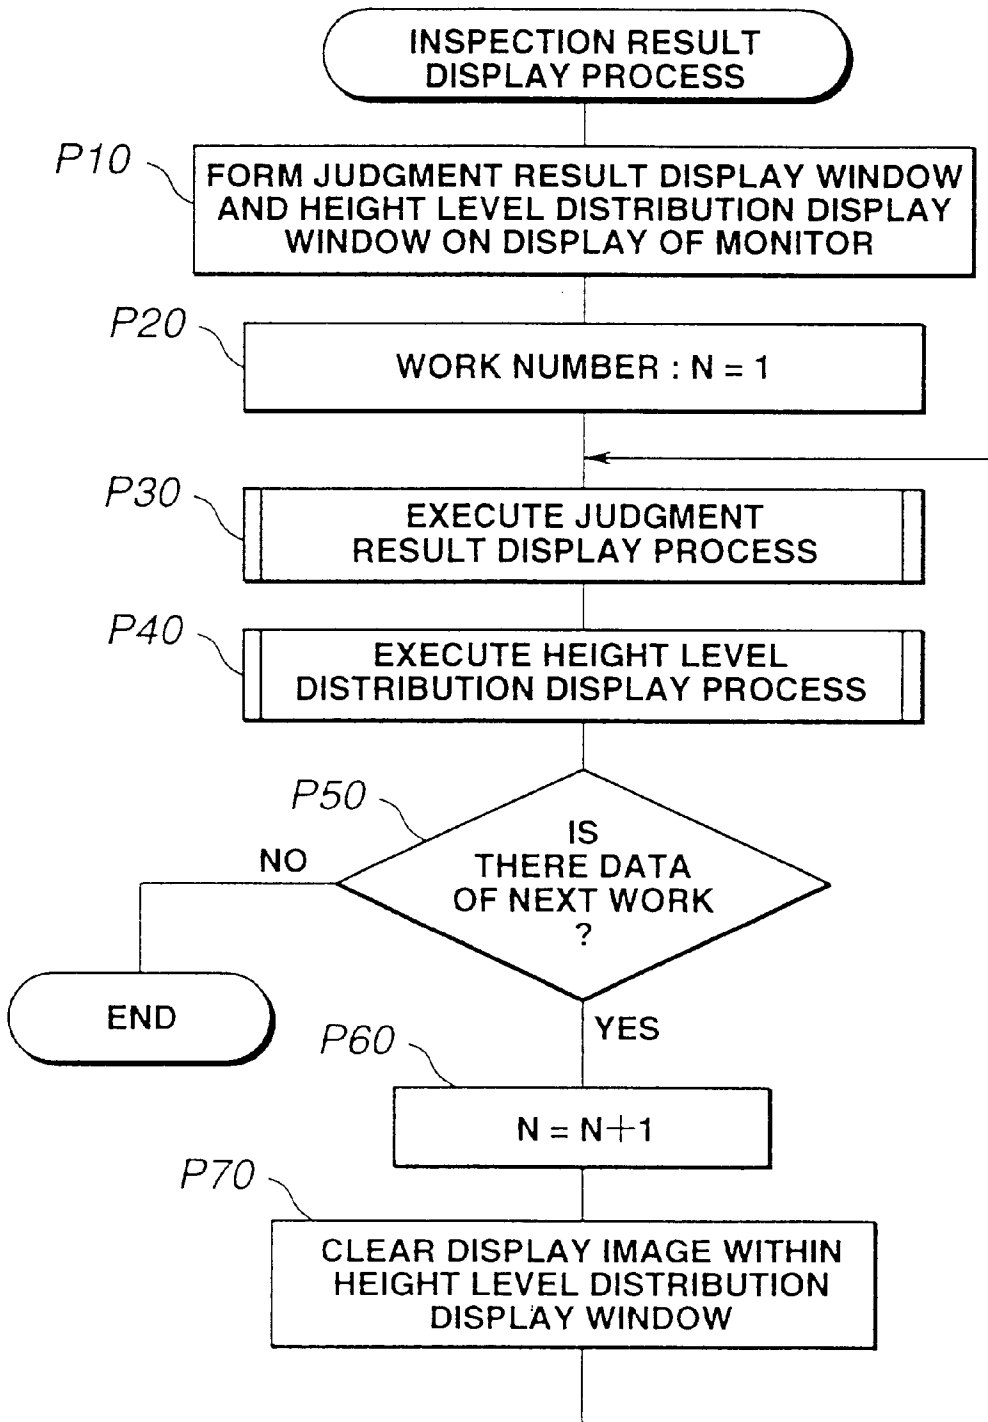 INSPECTION RESULT
DISPLAY PROCESS
P10
FORM JUDGMENT RESULT DISPLAY WINDOW
AND HEIGHT LEVEL DISTRIBUTION DISPLAY
WINDOW ON DISPLAY OF MONITOR
P20
WORK NUMBER : N = 1
P30
EXECUTE JUDGMENT
RESULT DISPLAY PROCESS
P40
EXECUTE HEIGHT LEVEL
DISTRIBUTION DISPLAY PROCESS
P50
IS
THERE DATA
OF NEXT WORK
?
NO
END
YES
P60
N = N+1
P70
CLEAR DISPLAY IMAGE WITHIN
HEIGHT LEVEL DISTRIBUTION
DISPLAY WINDOW